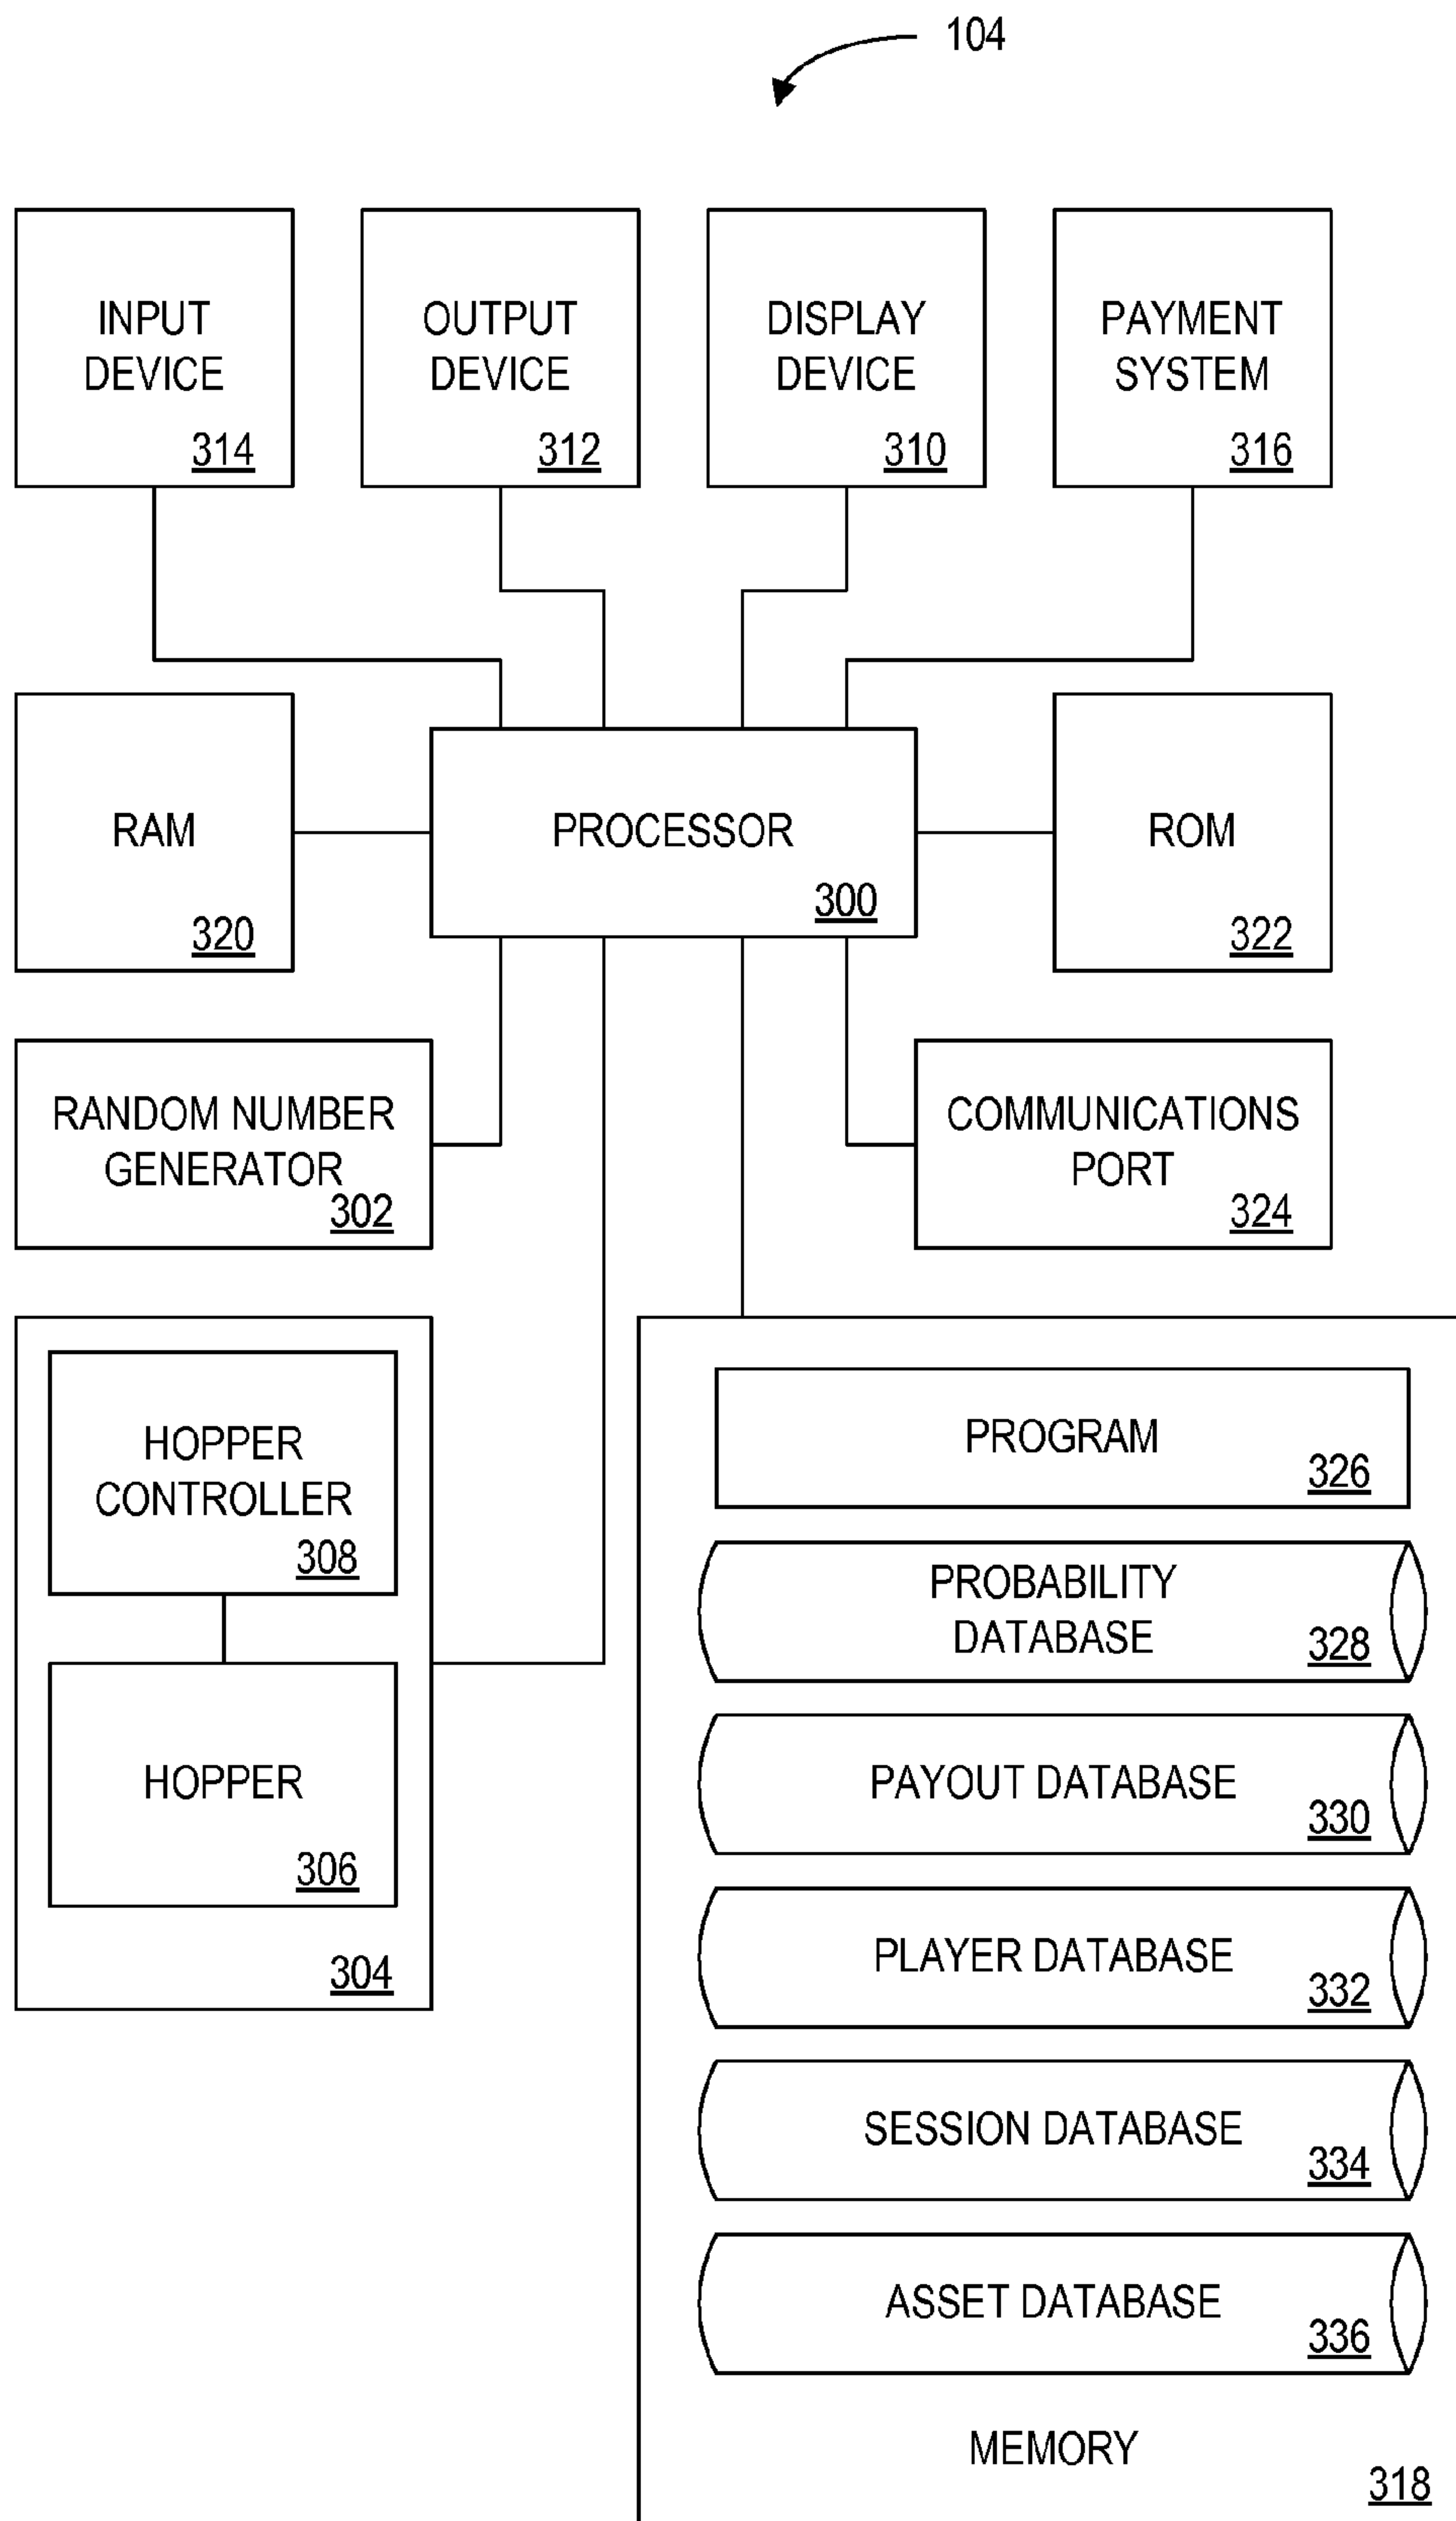 104
INPUT
DEVICE
314
OUTPUT
DEVICE
312
DISPLAY
DEVICE
310
PAYMENT
SYSTEM
316
RAM
320
PROCESSOR
300
ROM
322
RANDOM NUMBER
GENERATOR
302
COMMUNICATIONS
PORT
324
HOPPER
CONTROLLER
308
HOPPER
306
304
PROGRAM
326
PROBABILITY
DATABASE
328
PAYOUT DATABASE
330
PLAYER DATABASE
332
SESSION DATABASE
334
ASSET DATABASE
336
MEMORY
318